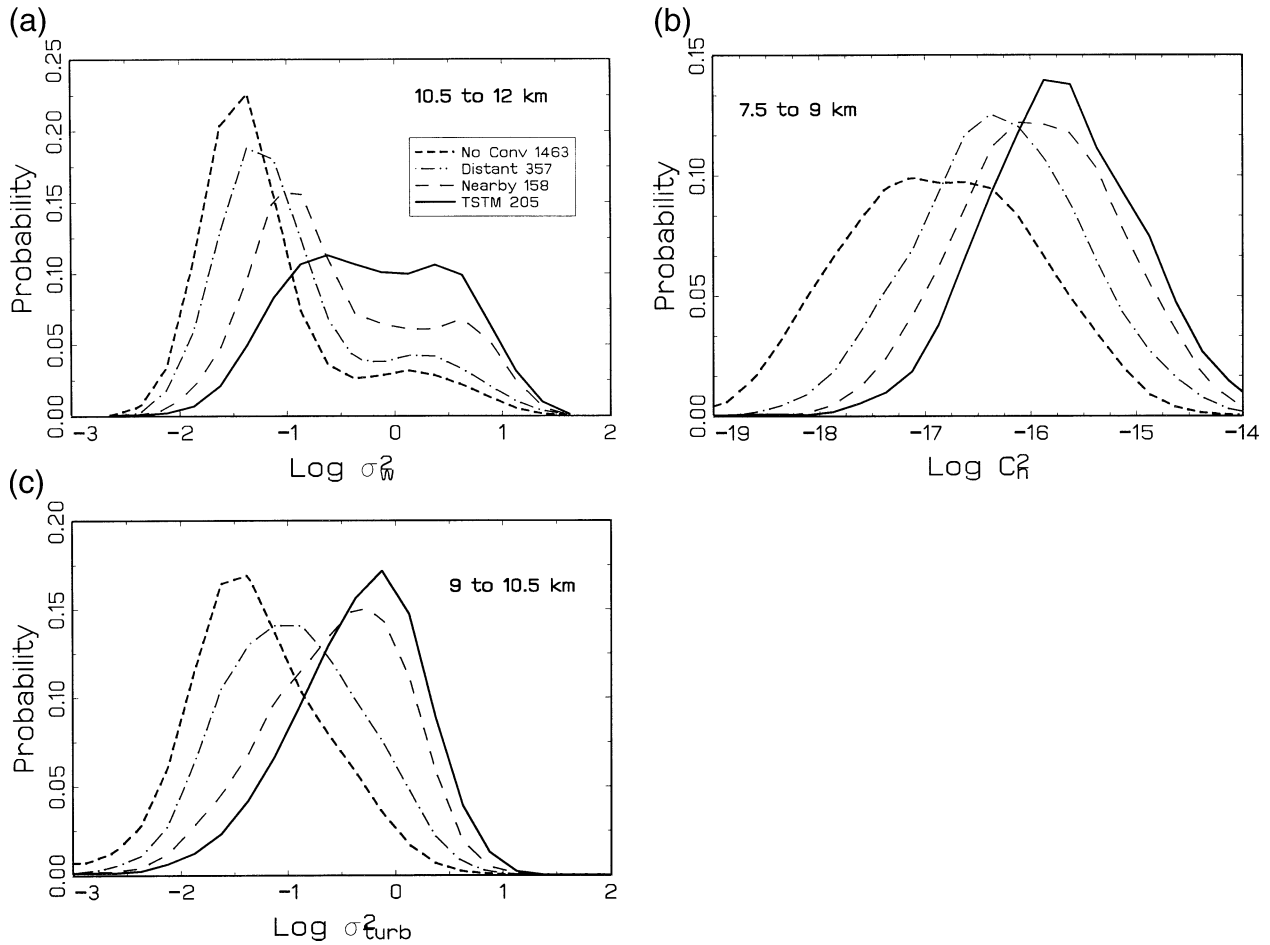 (a)
0.25
0.20
0.15
0.10
0.05
0.00
Probability
10.5 to 12 km
No Conv 1463
Distant 357
Nearby 158
TSTM 205
-3 -2 -1 0 1 2
Log σ²w
(b)
0.15
0.10
0.05
0.00
Probability
7.5 to 9 km
-19 -18 -17 -16 -15 -14
Log C²n
(c)
0.20
0.15
0.10
0.05
0.00
Probability
9 to 10.5 km
-3 -2 -1 0 1 2
Log σ²turb